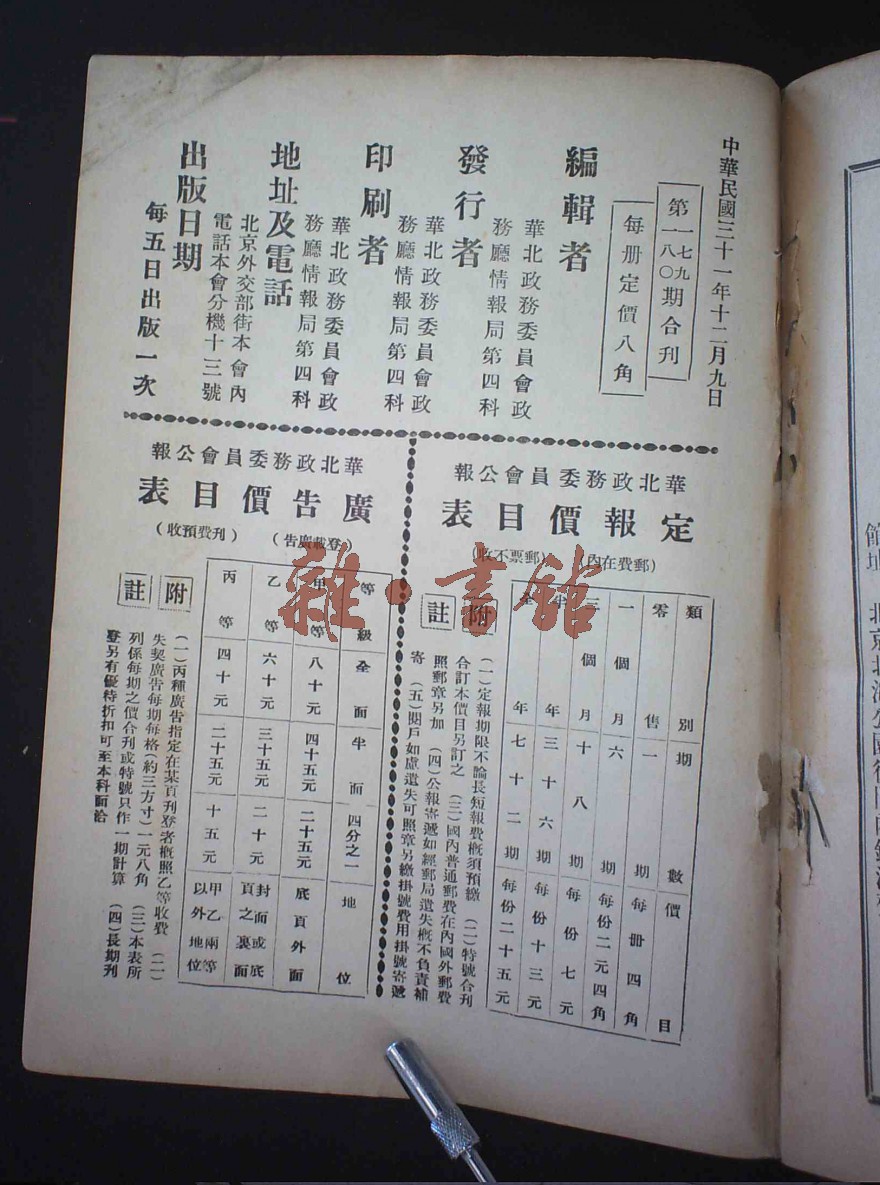 中華民國三十一年十二月九日
第一七九
一八〇期合刊
每册定價八角
編輯者
華北政務委員會政
務廳情報局第四科
發行者
華北政務委員會政
務廳情報局第四科
印刷者
華北政務委員會政
務廳情報局第四科
地址及電話
北京外交部街本會內
電話本會分機十三號
出版日期
每五日出版一次
華北政務委員會公報
定報價目表
(郵費在內)
(郵票不收)
類別 期數 價目
零售 一期 每冊四角
一個月 六期 每份二元四角
三個月 十八期 每份七元
半年 三十六期 每份十三元
全年 七十二期 每份二十五元
附註
(一)定報期限不論長短報費概須預繳 (二)特號合刊
合訂本價目另訂之 (三)國內普通郵費在內國外郵費
照郵章另加 (四)公報寄遞如經郵局遺失概不負責補
寄 (五)閱戶如慮遺失可照章另繳掛號費用掛號寄遞
華北政務委員會公報
廣告價目表
(登載廣告)
(刊費預收)
等級 全面 半面 四分之一 地位
甲等 八十元 四十五元 二十五元 底頁外面
乙等 六十元 三十五元 二十元 封面或底頁之裏面
丙等 四十元 二十五元 十五元 甲乙兩等以外地位
附註
(一)丙種廣告指定在某頁刊登者概照乙等收費 (二)
失契廣告每期每格(約三方寸)一元八角 (三)本表所
列係每期之價合刊或特號只作一期計算 (四)長期刊
登另有優待折扣可至本科面洽
雜·書館
館址 北京北海公園